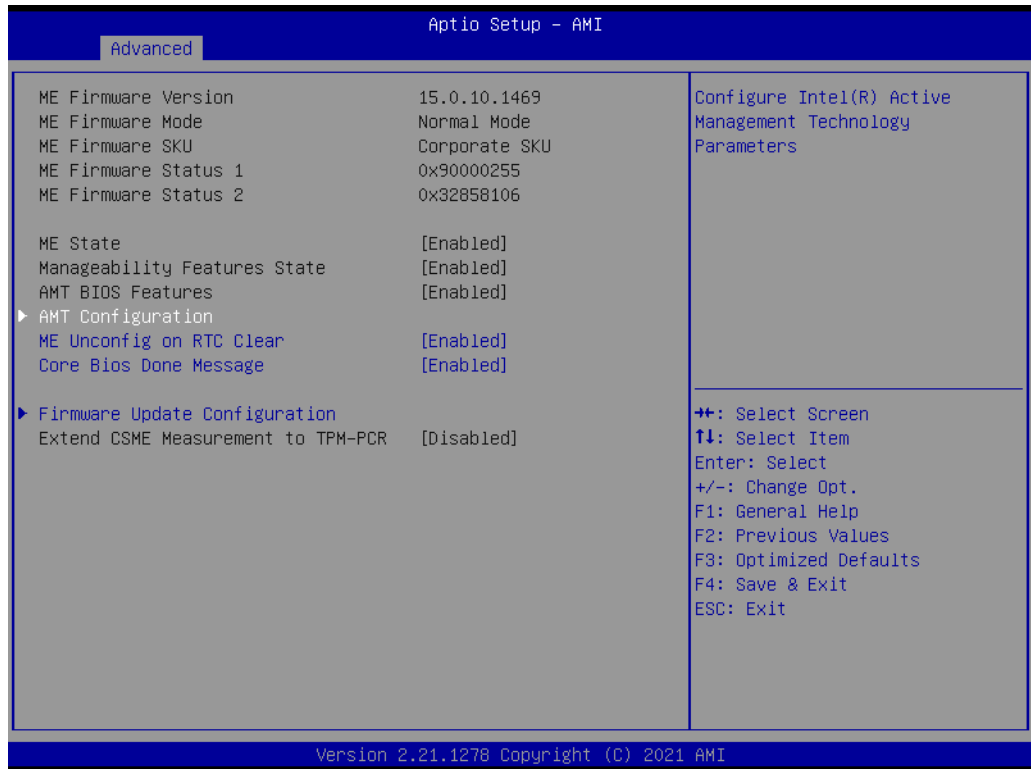 Aptio Setup – AMI
Advanced
ME Firmware Version 15.0.10.1469
ME Firmware Mode Normal Mode
ME Firmware SKU Corporate SKU
ME Firmware Status 1 0x90000255
ME Firmware Status 2 0x32858106
ME State [Enabled]
Manageability Features State [Enabled]
AMT BIOS Features [Enabled]
▶ AMT Configuration
ME Unconfig on RTC Clear [Enabled]
Core Bios Done Message [Enabled]
▶ Firmware Update Configuration
Extend CSME Measurement to TPM-PCR [Disabled]
Configure Intel(R) Active
Management Technology
Parameters
→←: Select Screen
↑↓: Select Item
Enter: Select
+/-: Change Opt.
F1: General Help
F2: Previous Values
F3: Optimized Defaults
F4: Save & Exit
ESC: Exit
Version 2.21.1278 Copyright (C) 2021 AMI